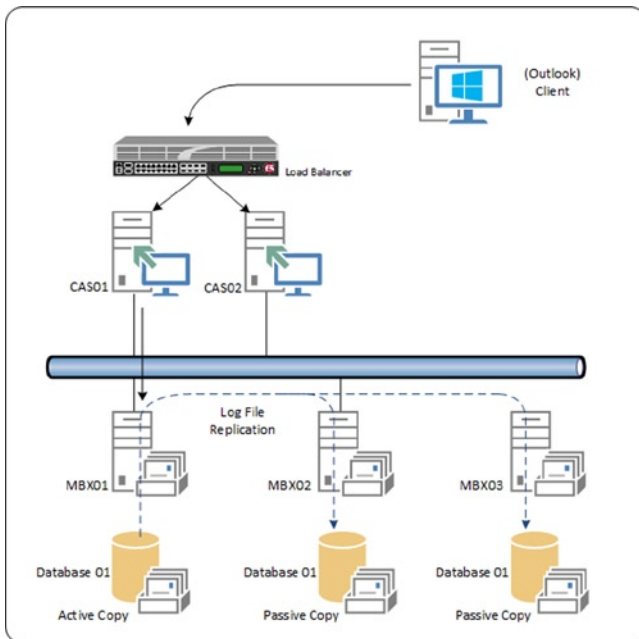 (Outlook)
Client
Load Balancer
CAS01
CAS02
Log File
Replication
MBX01
MBX02
MBX03
Database 01
Database 01
Database 01
Active Copy
Passive Copy
Passive Copy